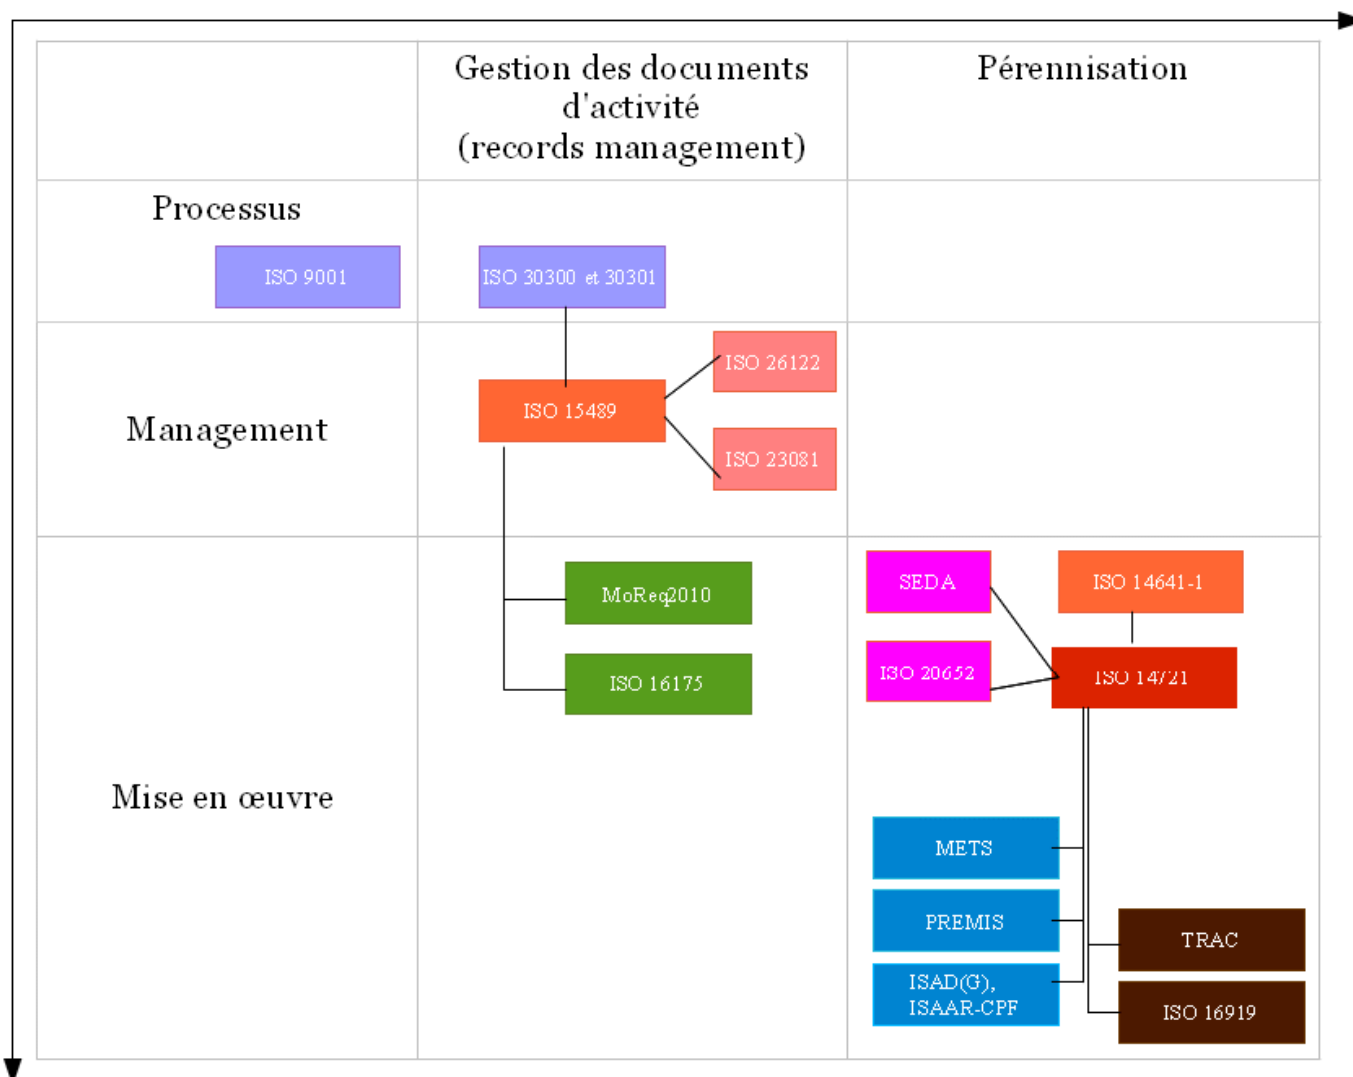 Gestion des documents
d'activité
(records management)
Pérennisation
Processus
ISO 9001
ISO 30300 et 30301
Management
ISO 26122
ISO 15489
ISO 23081
Mise en œuvre
MoReq2010
ISO 16175
SEDA
ISO 14641-1
ISO 20652
ISO 14721
METS
PREMIS
ISAD(G),
ISAAR-CPF
TRAC
ISO 16919